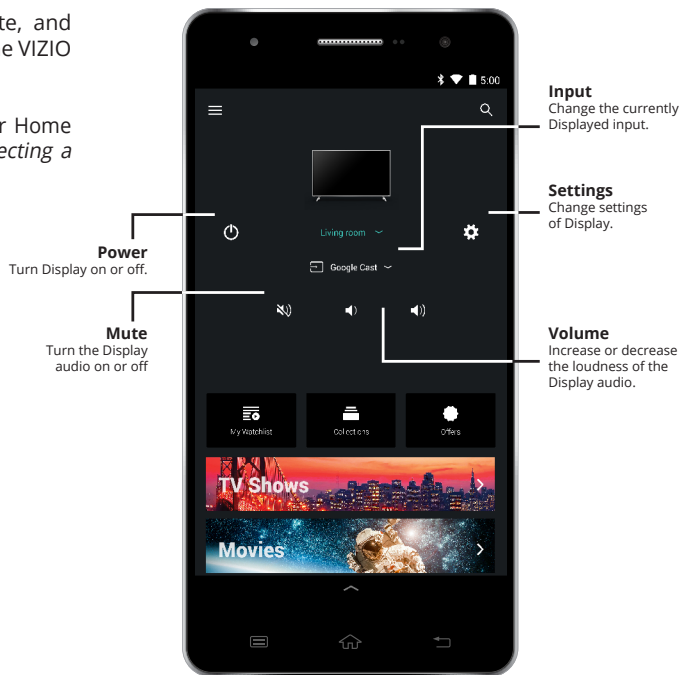 te, and
e VIZIO
r Home
ecting a
5:00
Input
Change the currently
Displayed input.
Settings
Change settings
of Display.
Living room
Power
Turn Display on or off.
Google Cast
Mute
Turn the Display
audio on or off
Volume
Increase or decrease
the loudness of the
Display audio.
My Watchlist
Collections
Offers
TV Shows
Movies